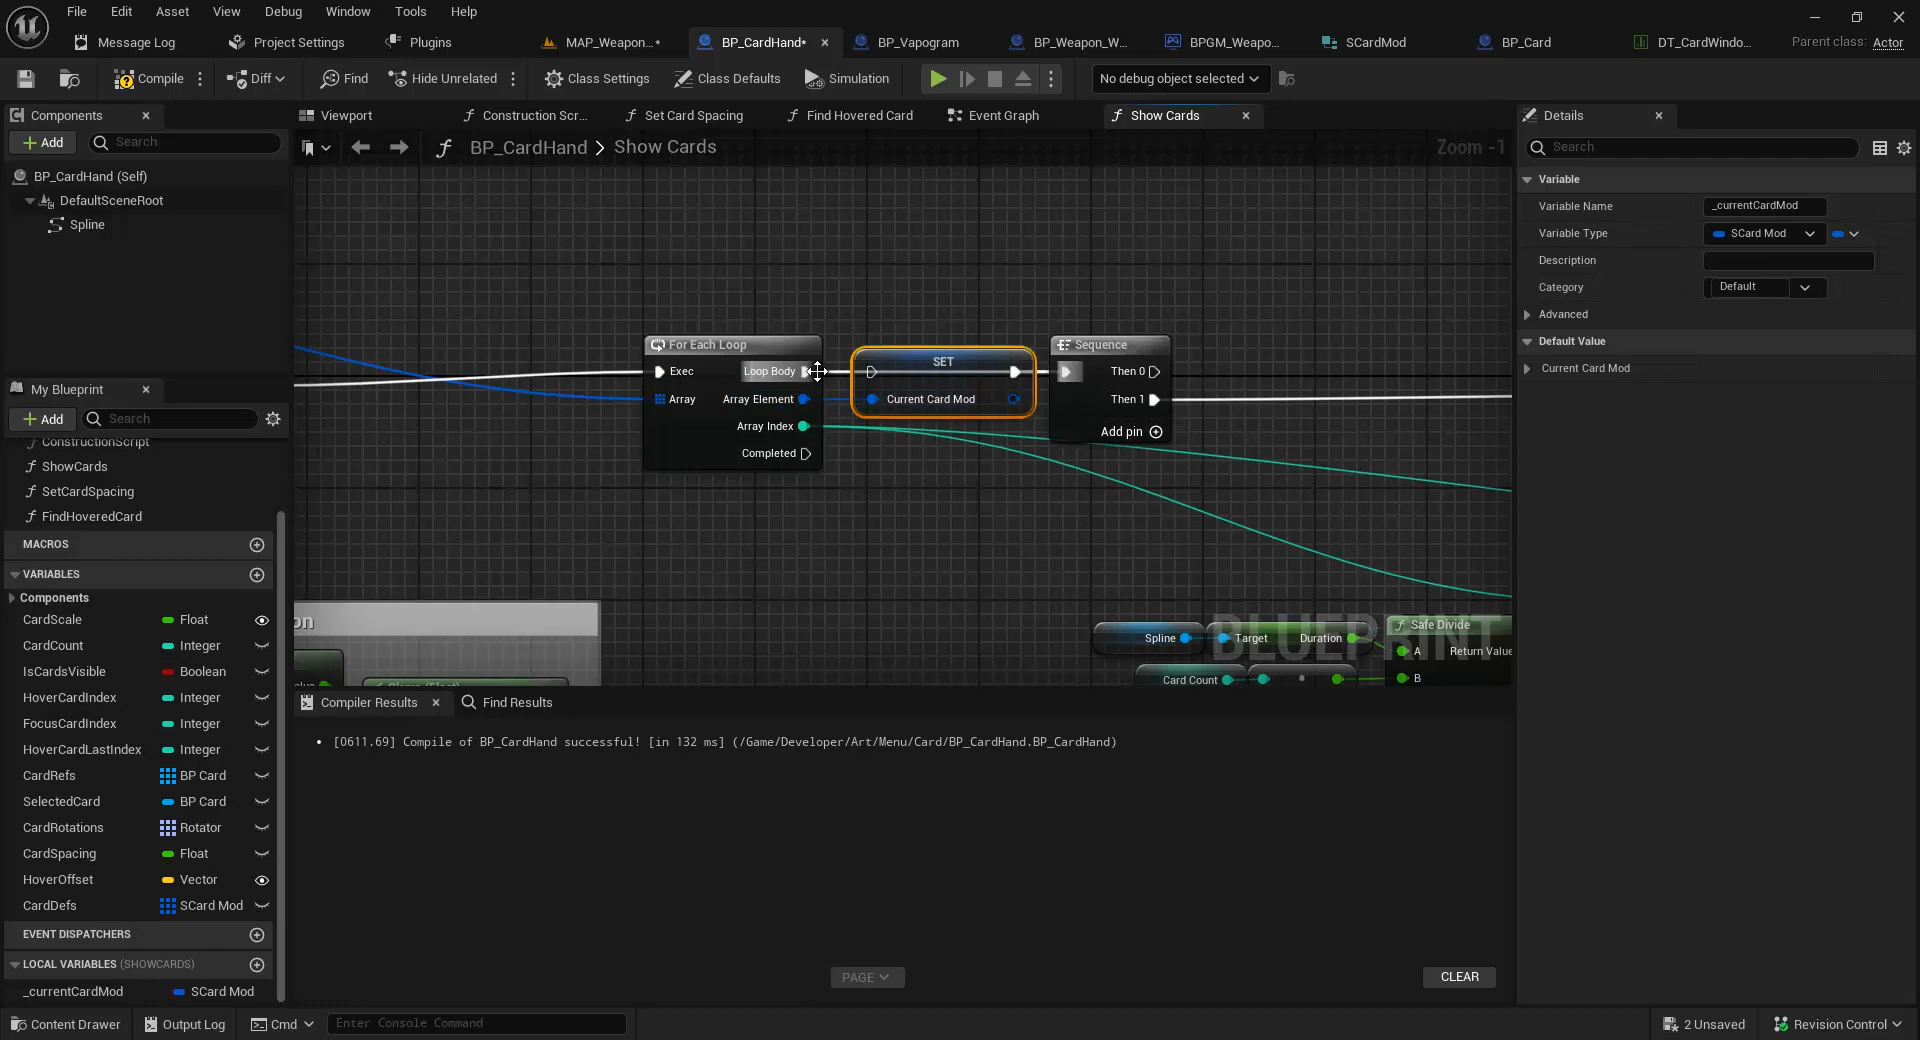 File Edit Asset View Debug Window Tools Help
Message Log Project Settings Plugins MAP_Weapon...* BP_CardHand* BP_Vapogram BP_Weapon_W... BPGM_Weapo... SCardMod BP_Card DT_CardWindo... Parent class: Actor
Compile Diff Find Hide Unrelated Class Settings Class Defaults Simulation No debug object selected
Components
Add Search
BP_CardHand (Self)
DefaultSceneRoot
Spline
My Blueprint
Add Search
ConstructionScript
ShowCards
SetCardSpacing
FindHoveredCard
MACROS
VARIABLES
Components
CardScale Float
CardCount Integer
IsCardsVisible Boolean
HoverCardIndex Integer
FocusCardIndex Integer
HoverCardLastIndex Integer
CardRefs BP Card
SelectedCard BP Card
CardRotations Rotator
CardSpacing Float
HoverOffset Vector
CardDefs SCard Mod
EVENT DISPATCHERS
LOCAL VARIABLES (SHOWCARDS)
_currentCardMod SCard Mod
Viewport Construction Scr... Set Card Spacing Find Hovered Card Event Graph Show Cards
BP_CardHand > Show Cards Zoom -1
For Each Loop
Exec Loop Body
Array Array Element
Array Index
Completed
SET
Current Card Mod
Sequence
Then 0
Then 1
Add pin
on
Spline Target Duration
Card Count
Safe Divide
A Return Value
B
BLUEPRINT
Compiler Results Find Results
[0611.69] Compile of BP_CardHand successful! [in 132 ms] (/Game/Developer/Art/Menu/Card/BP_CardHand.BP_CardHand)
PAGE CLEAR
Details
Search
Variable
Variable Name _currentCardMod
Variable Type SCard Mod
Description
Category Default
Advanced
Default Value
Current Card Mod
Content Drawer Output Log Cmd Enter Console Command 2 Unsaved Revision Control